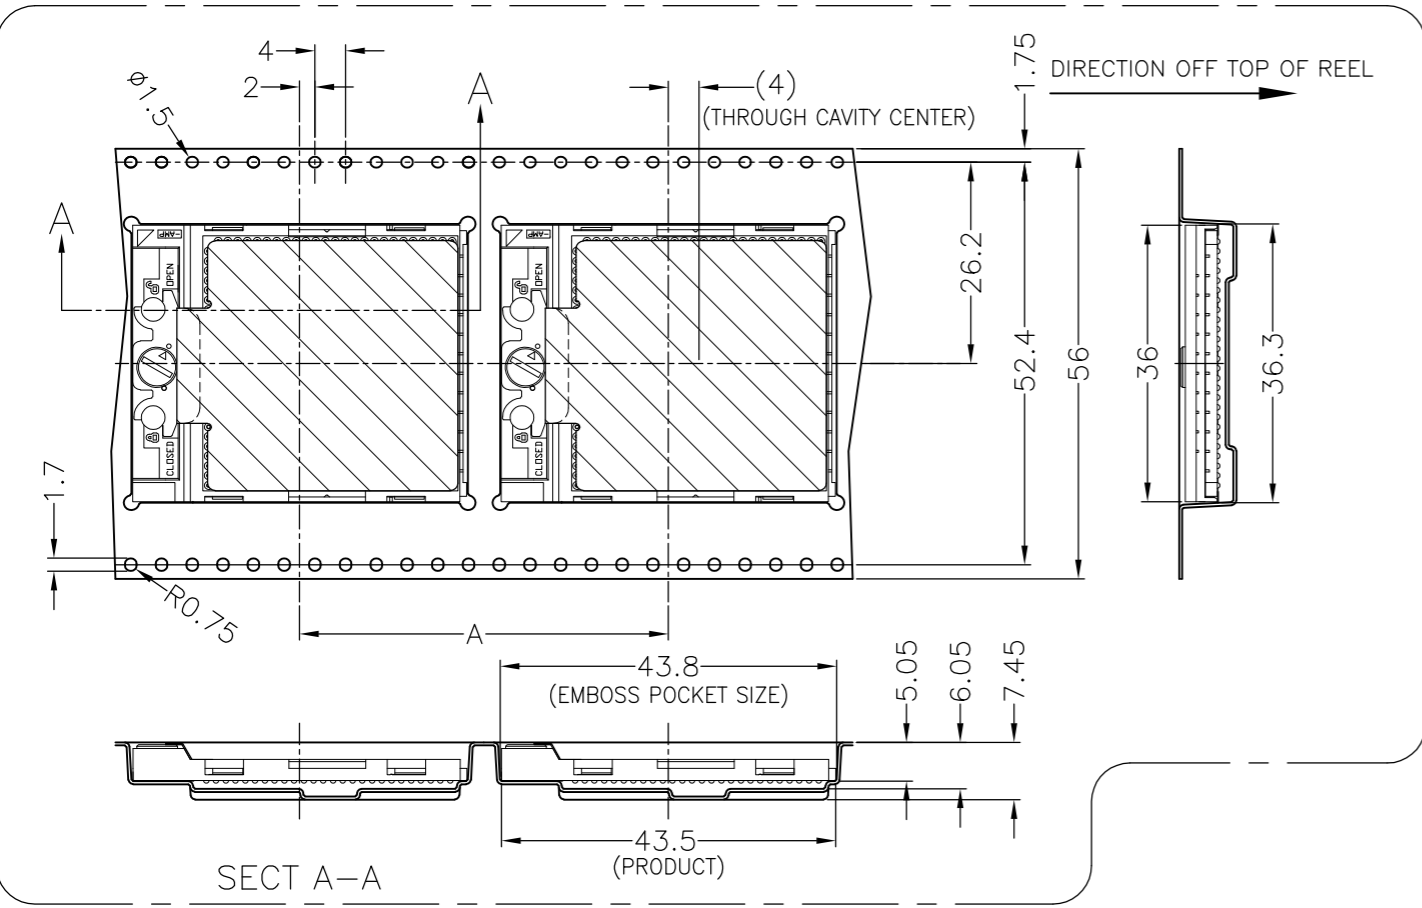 4
2
A
(4)
(THROUGH CAVITY CENTER)
1.75
DIRECTION OFF TOP OF REEL
Ø1.5
A
AMP
OPEN
CLOSED
AMP
OPEN
CLOSED
26.2
52.4
56
36
36.3
1.7
R0.75
A
43.8
(EMBOSS POCKET SIZE)
5.05
6.05
7.45
43.5
(PRODUCT)
SECT A-A